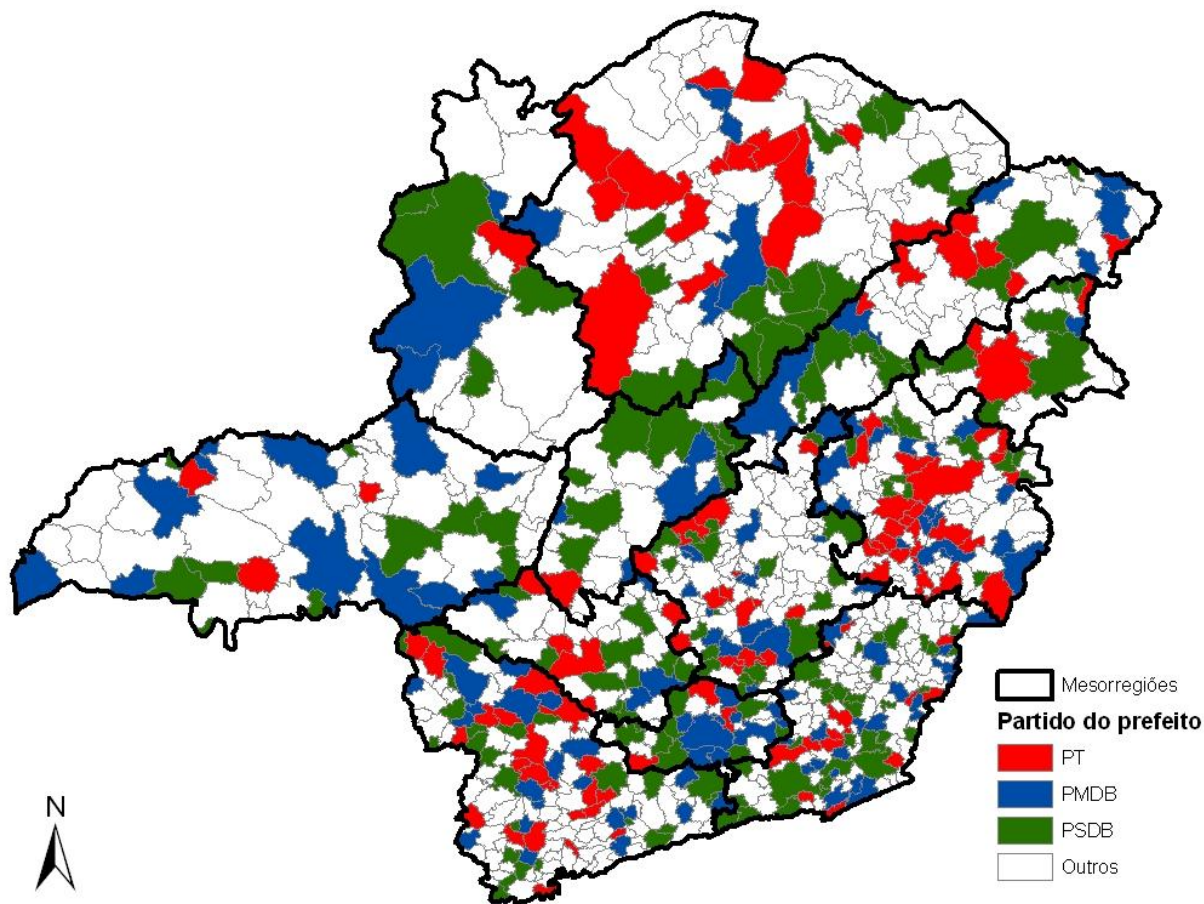 Mesorregiões
Partido do prefeito
PT
PMDB
PSDB
Outros
N